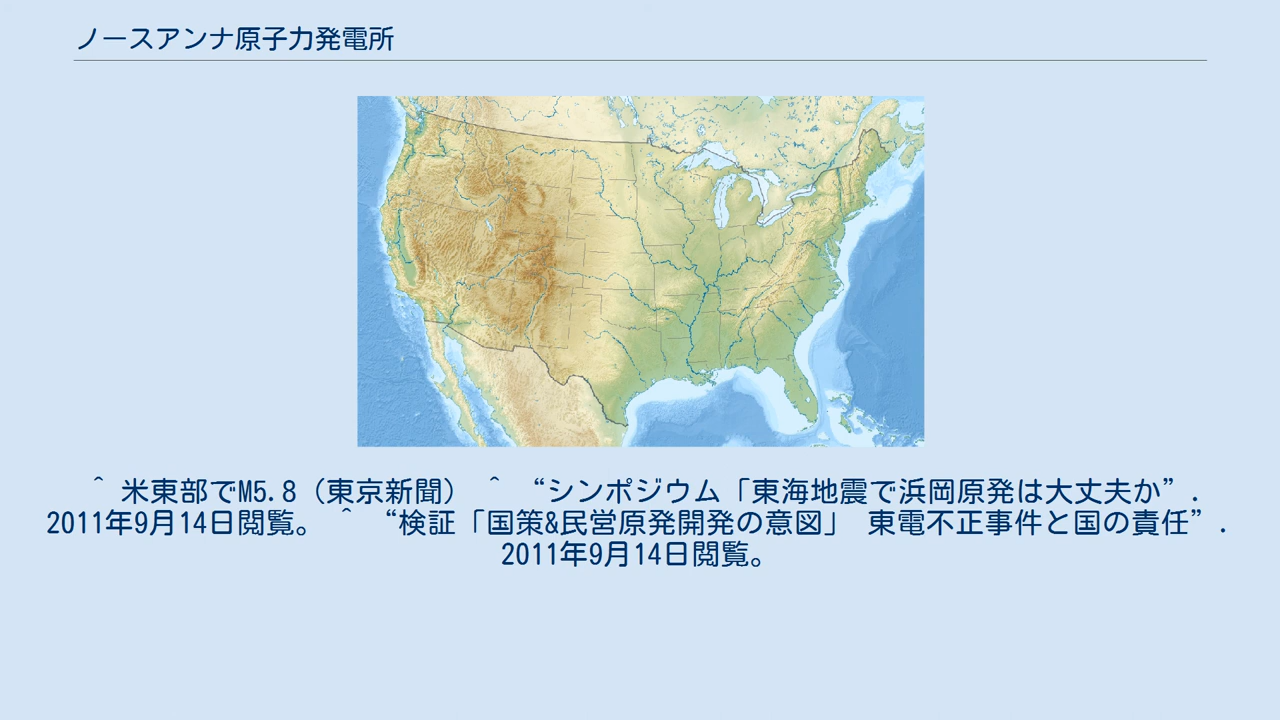 ノースアンナ原子力発電所
^ 米東部でM5.8（東京新聞） ^ “シンポジウム「東海地震で浜岡原発は大丈夫か”.
2011年9月14日閲覧。 ^ “検証「国策&民営原発開発の意図」 東電不正事件と国の責任”.
2011年9月14日閲覧。